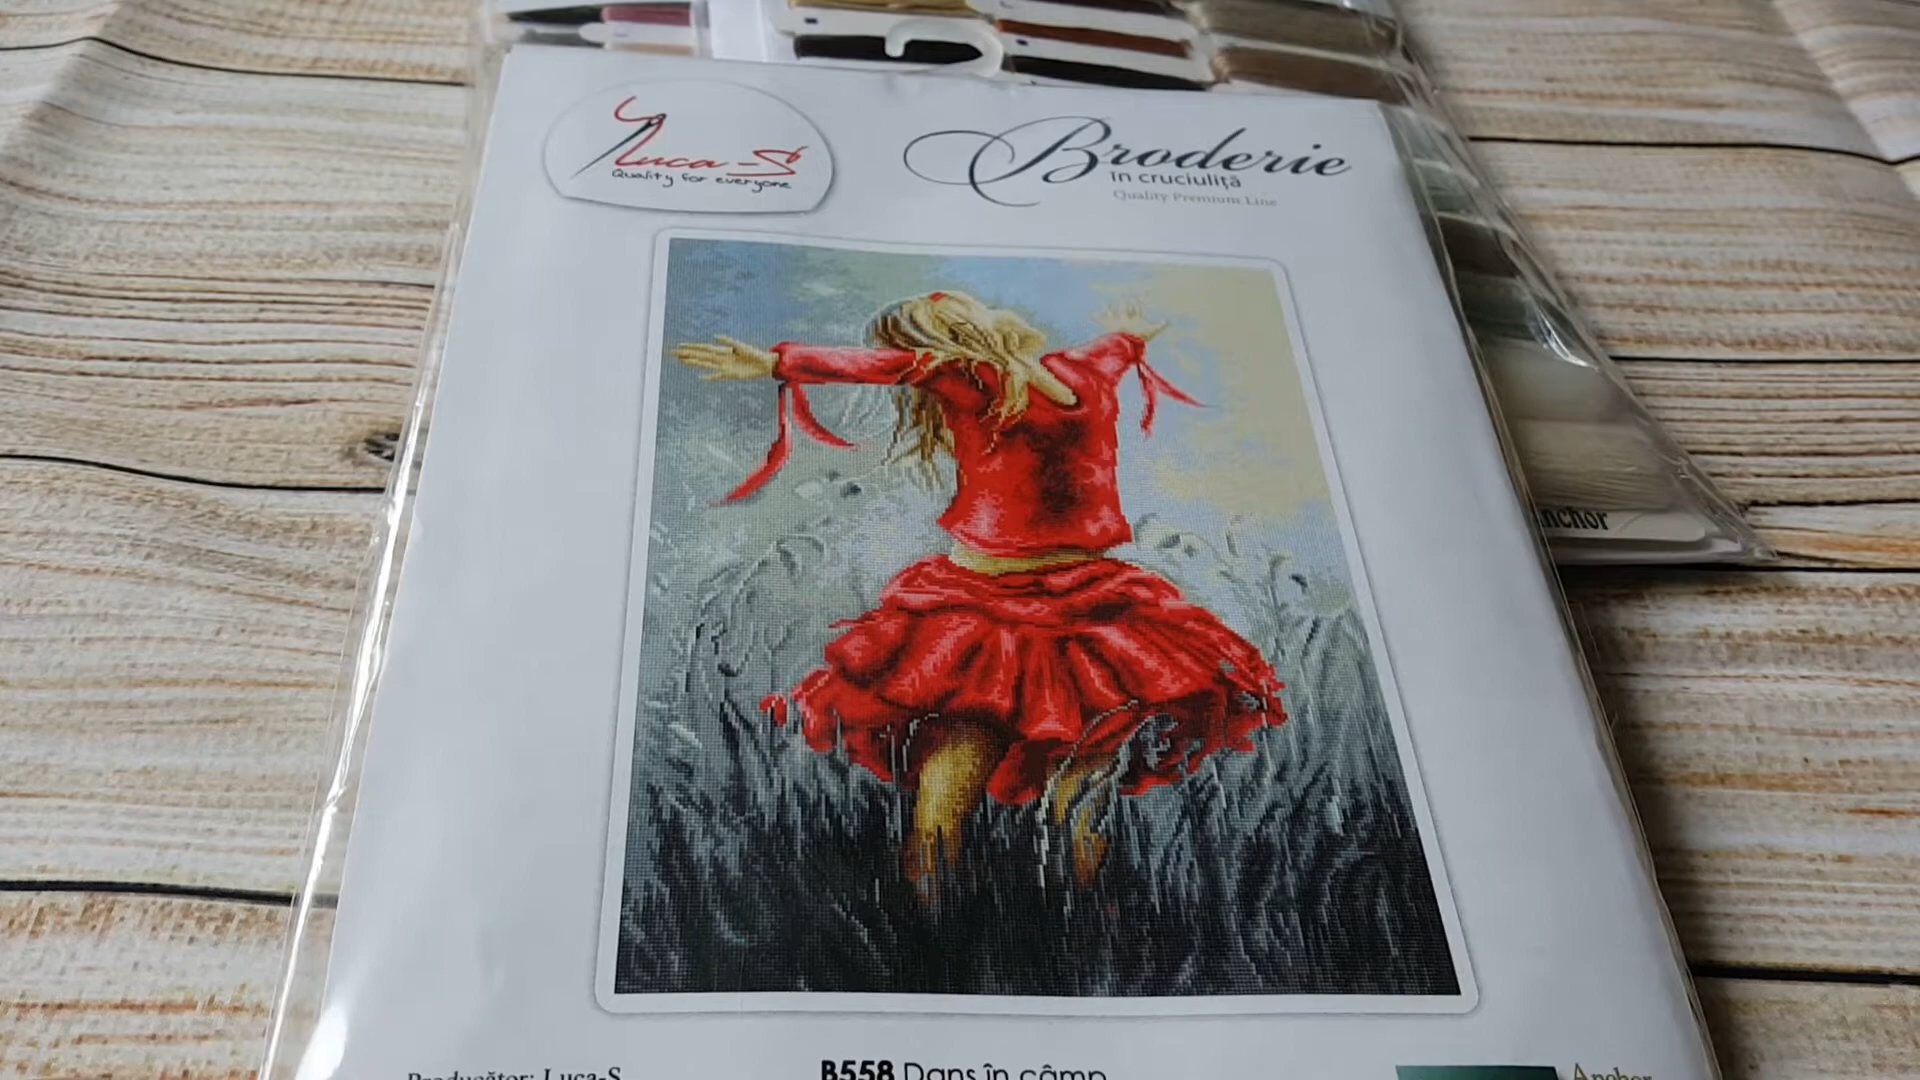 Luca-S
Quality for everyone
Broderie
în cruciuliță
Quality Premium Line
Anchor
Producător: Luca-S
B558 Dans în câmp
Anchor